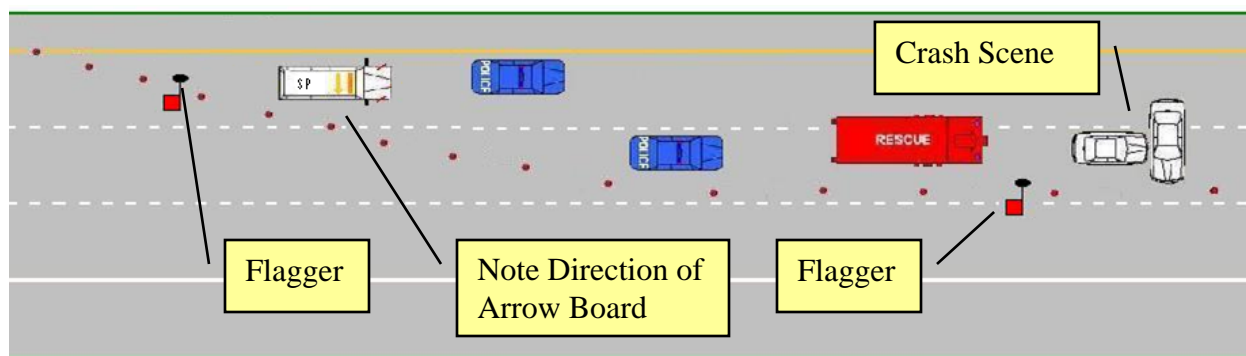 Crash Scene
SP
POLICE
POLICE
RESCUE
Flagger
Note Direction of
Arrow Board
Flagger